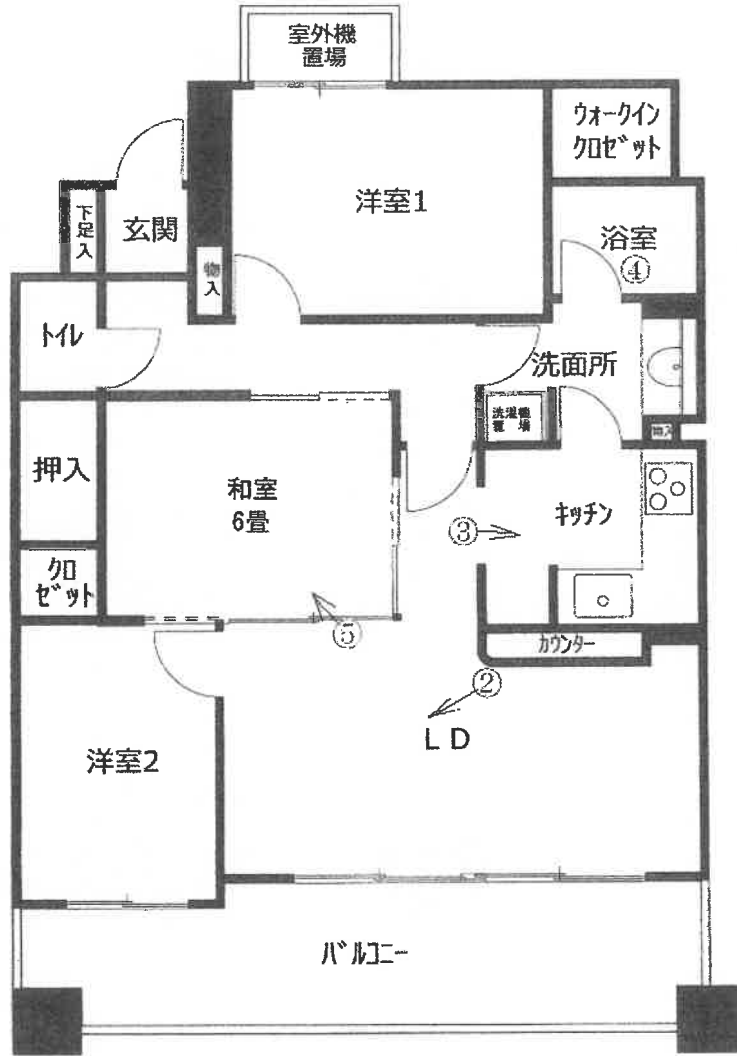 室外機
置場
ウォークイン
クロゼット
洋室1
下足入
玄関
物入
浴室
④
トイレ
洗面所
洗濯機
置場
物入
押入
和室
6畳
③
キッチン
クロ
ゼット
⑤
カウンター
②
LD
洋室2
バルコニー